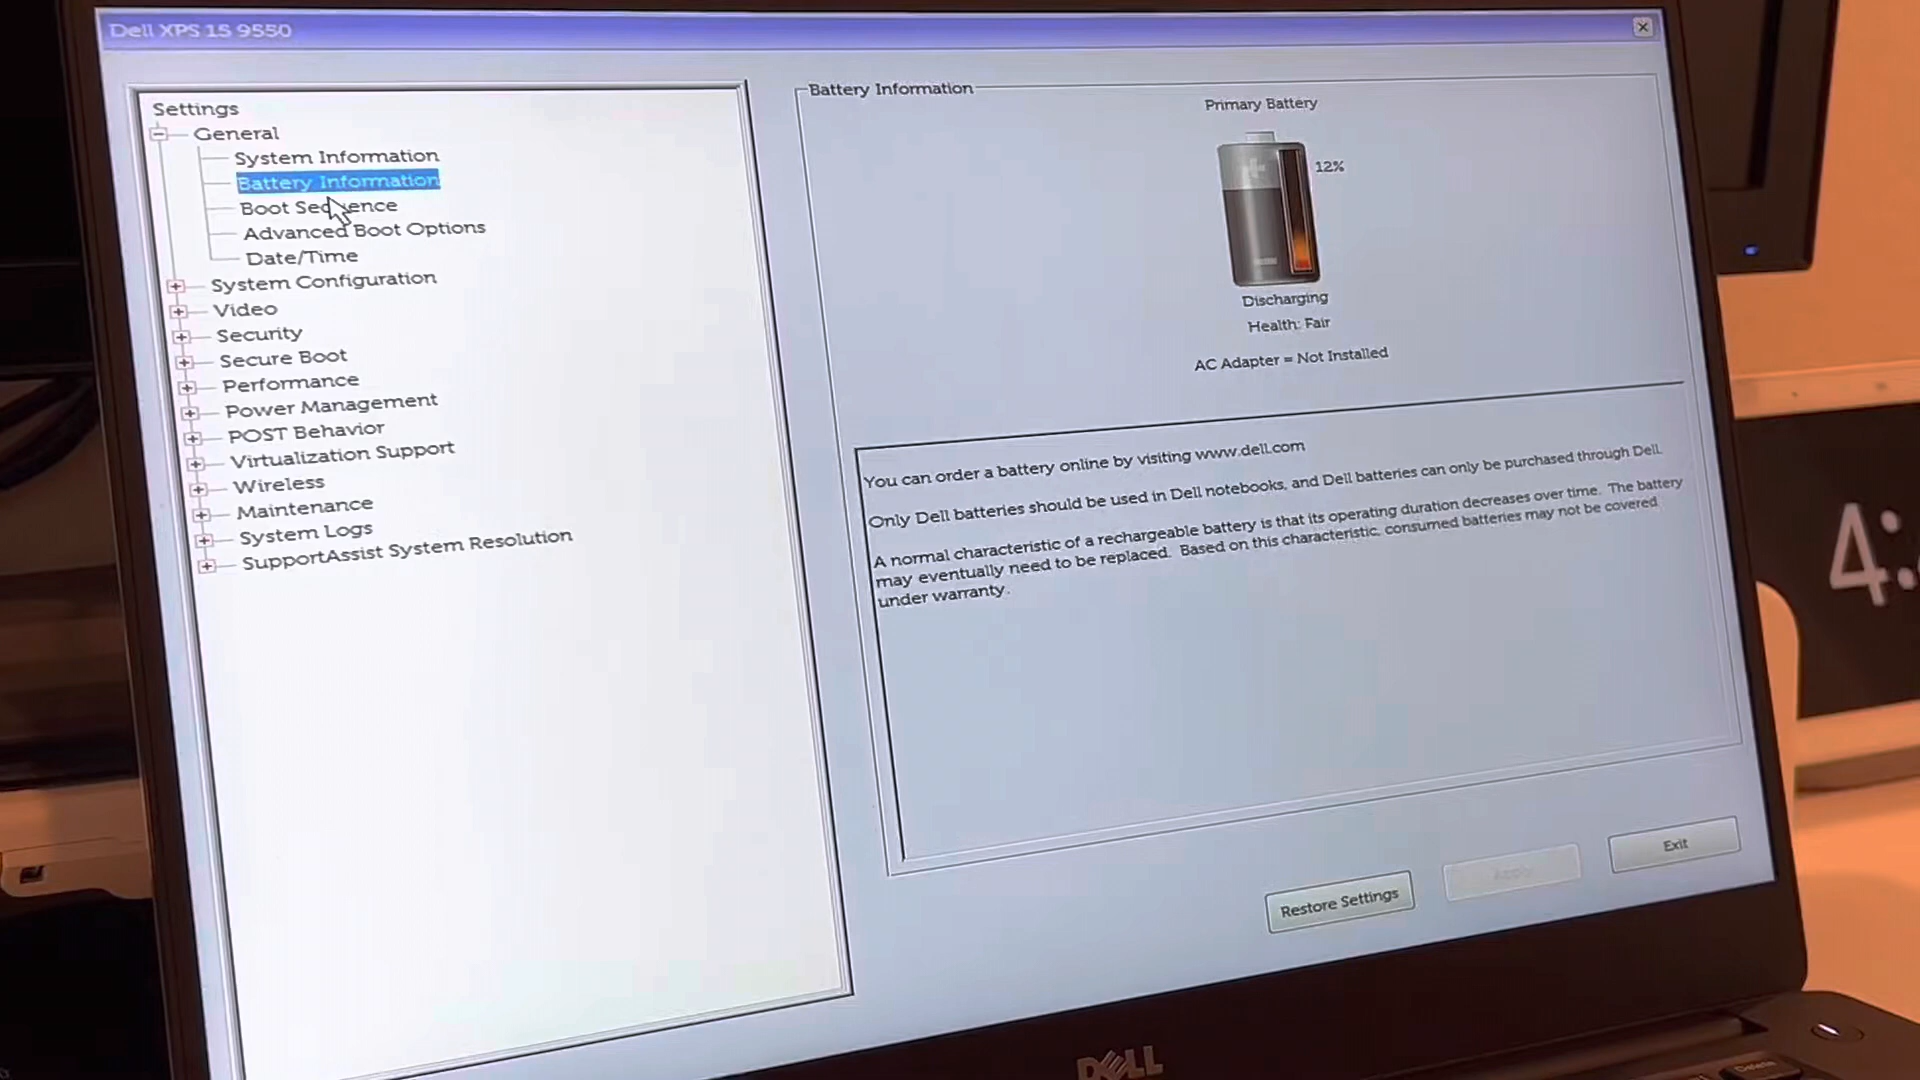 Dell XPS 15 9550
Settings
General
System Information
Battery Information
Boot Sequence
Advanced Boot Options
Date/Time
System Configuration
Video
Security
Secure Boot
Performance
Power Management
POST Behavior
Virtualization Support
Wireless
Maintenance
System Logs
SupportAssist System Resolution
Battery Information
Primary Battery
12%
Discharging
Health: Fair
AC Adapter = Not Installed
You can order a battery online by visiting www.dell.com
Only Dell batteries should be used in Dell notebooks, and Dell batteries can only be purchased through Dell.
A normal characteristic of a rechargeable battery is that its operating duration decreases over time. The battery
may eventually need to be replaced. Based on this characteristic, consumed batteries may not be covered
under warranty.
Restore Settings
Apply
Exit
DELL
Delete
4: